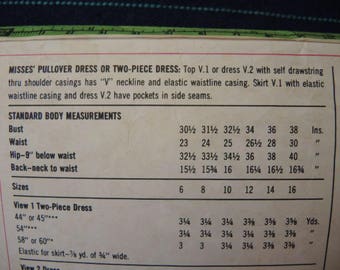 MISSES' PULLOVER DRESS OR TWO-PIECE DRESS: Top V.1 or dress V.2 with self drawstring
thru shoulder casings has "V" neckline and elastic waistline casing. Skirt V.1 with elastic
waistline casing and dress V.2 have pockets in side seams.
STANDARD BODY MEASUREMENTS
Bust 30½ 31½ 32½ 34 36 38 Ins.
Waist 23 24 25 26½ 28 30 "
Hip–9" below waist 32½ 33½ 34½ 36 38 40 "
Back–neck to waist 15½ 15¾ 16 16¼ 16½ 16¾ "
Sizes 6 8 10 12 14 16
View 1 Two-Piece Dress
44" or 45"*** 3¼ 3¼ 3¼ 3⅜ 3⅜ 3⅜ Yds.
54"*** 3¼ 3¼ 3¼ 3⅜ 3⅜ 3⅜ "
58" or 60"* 3 3 3¼ 3⅜ 3⅜ 3⅜ "
Elastic for skirt–⅞ yd. of ¾" wide.